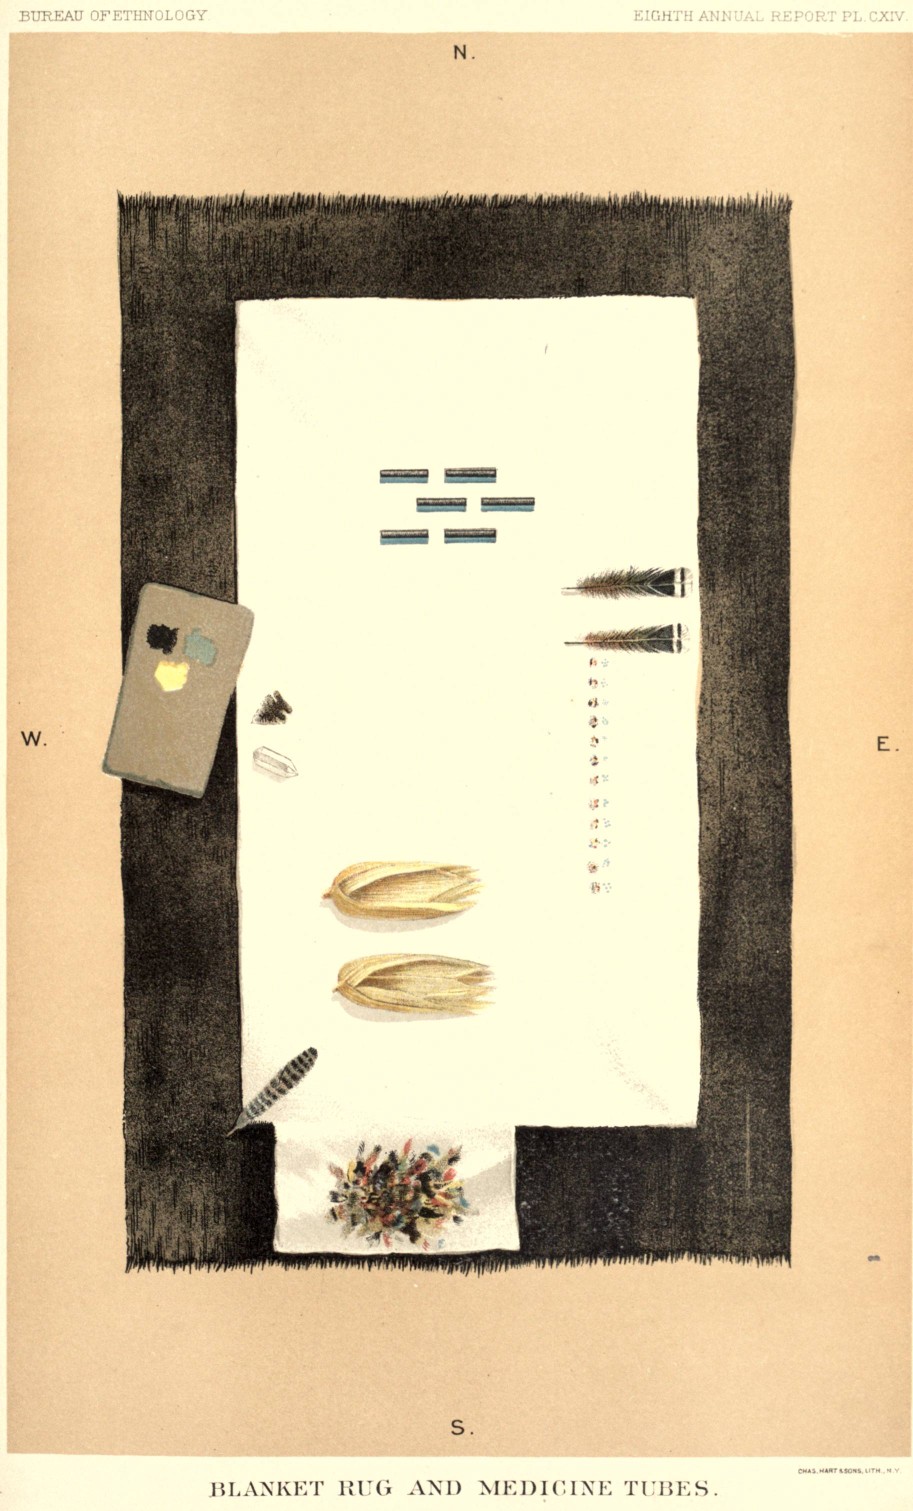 BUREAU OF ETHNOLOGY
EIGHTH ANNUAL REPORT PL. CXIV.
N.
W.
E.
S.
CHAS. HART & SONS, LITH., N.Y.
BLANKET RUG AND MEDICINE TUBES.